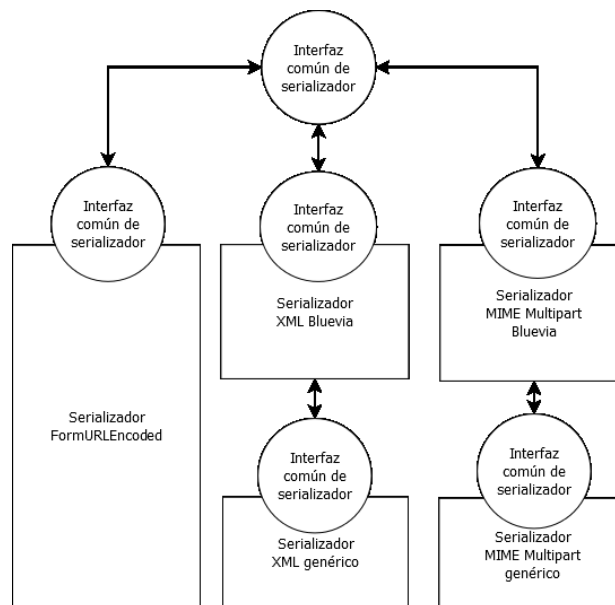 Interfaz
común de
serializador
Interfaz
común de
serializador
Interfaz
común de
serializador
Interfaz
común de
serializador
Serializador
XML Bluevia
Serializador
MIME Multipart
Bluevia
Serializador
FormURLEncoded
Interfaz
común de
serializador
Interfaz
común de
serializador
Serializador
XML genérico
Serializador
MIME Multipart
genérico